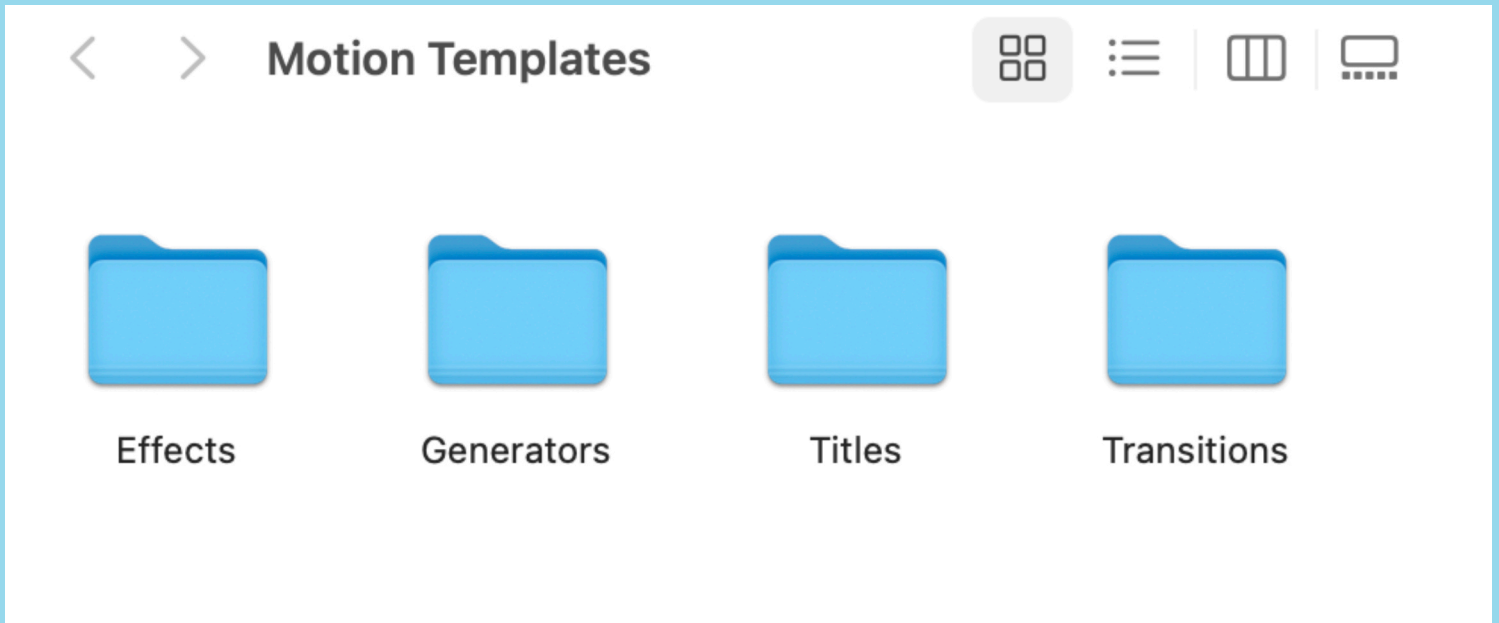 Motion Templates
Effects
Generators
Titles
Transitions